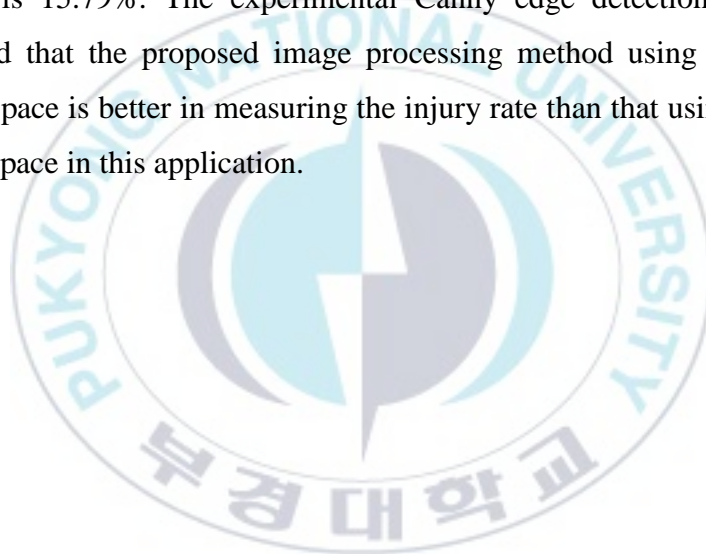 is 15.79%. The experimental Canny edge detection
d that the proposed image processing method using
pace is better in measuring the injury rate than that usin
pace in this application.
PUKYONG NATIONAL UNIVERSITY
부경대학교